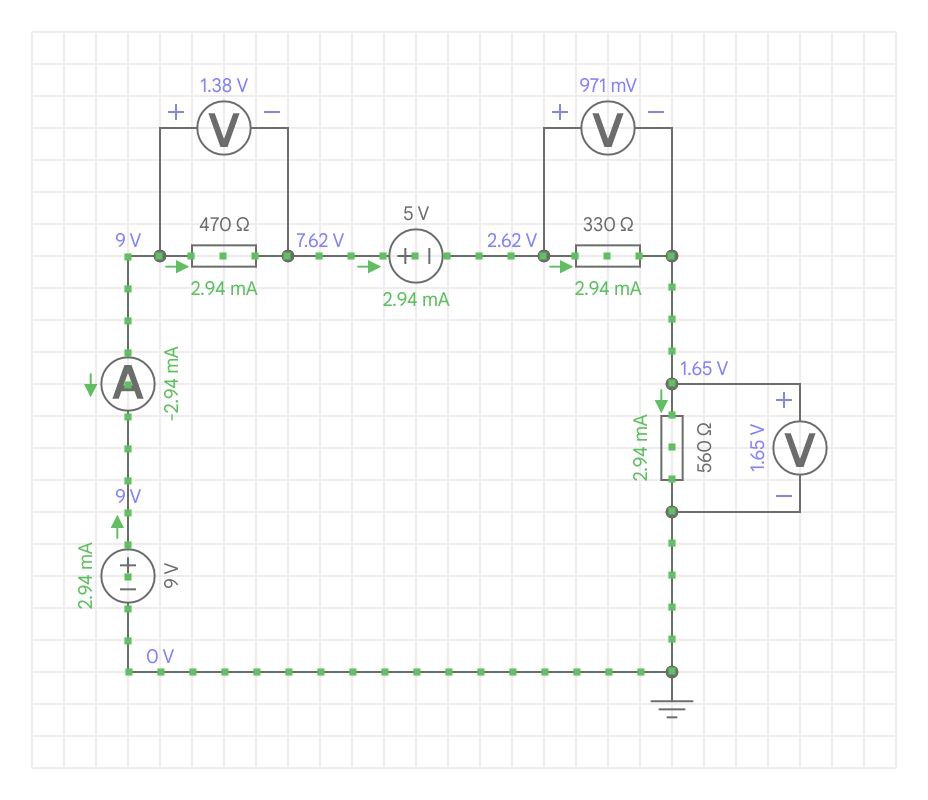 1.38 V
971 mV
+ V −
+ V −
470 Ω
5 V
330 Ω
9 V
7.62 V
2.62 V
+ |
2.94 mA
2.94 mA
2.94 mA
A
-2.94 mA
1.65 V
+
2.94 mA
560 Ω
1.65 V
V
−
9 V
2.94 mA
+
−
9 V
0 V